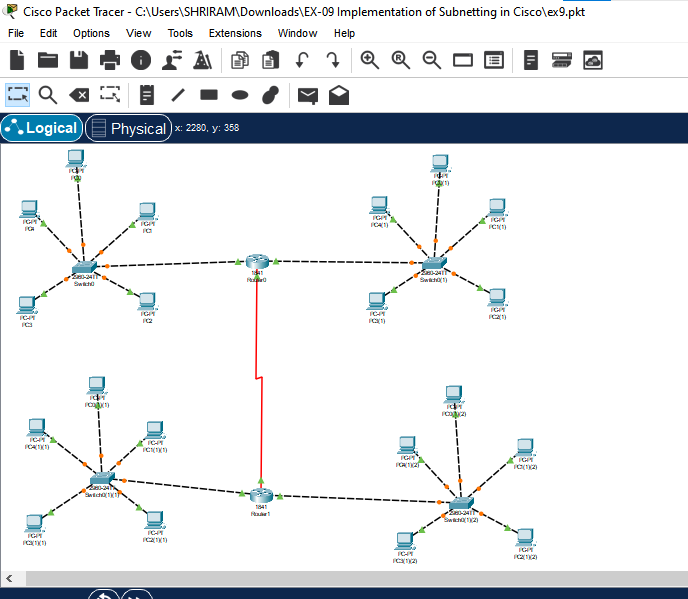 Cisco Packet Tracer - C:\Users\SHRIRAM\Downloads\EX-09 Implementation of Subnetting in Cisco\ex9.pkt
File Edit Options View Tools Extensions Window Help
Logical Physical x: 2280, y: 358
PC-PT
PC-PT
PC0(1)
PC-PT
PC4
PC-PT
PC1
PC-PT
PC4(1)
PC-PT
PC1(1)
1841
Router0
2960-24TT
Switch0
2960-24TT
Switch0(1)
PC-PT
PC3
PC-PT
PC2
PC-PT
PC3(1)
PC-PT
PC2(1)
PC-PT
PC0(1)(1)
PC-PT
PC0(1)(2)
PC-PT
PC4(1)(1)
PC-PT
PC1(1)(1)
PC-PT
PC4(1)(2)
PC-PT
PC1(1)(2)
2960-24TT
Switch0(1)(1)
1841
Router1
2960-24TT
Switch0(1)(2)
PC-PT
PC3(1)(1)
PC-PT
PC2(1)(1)
PC-PT
PC3(1)(2)
PC-PT
PC2(1)(2)